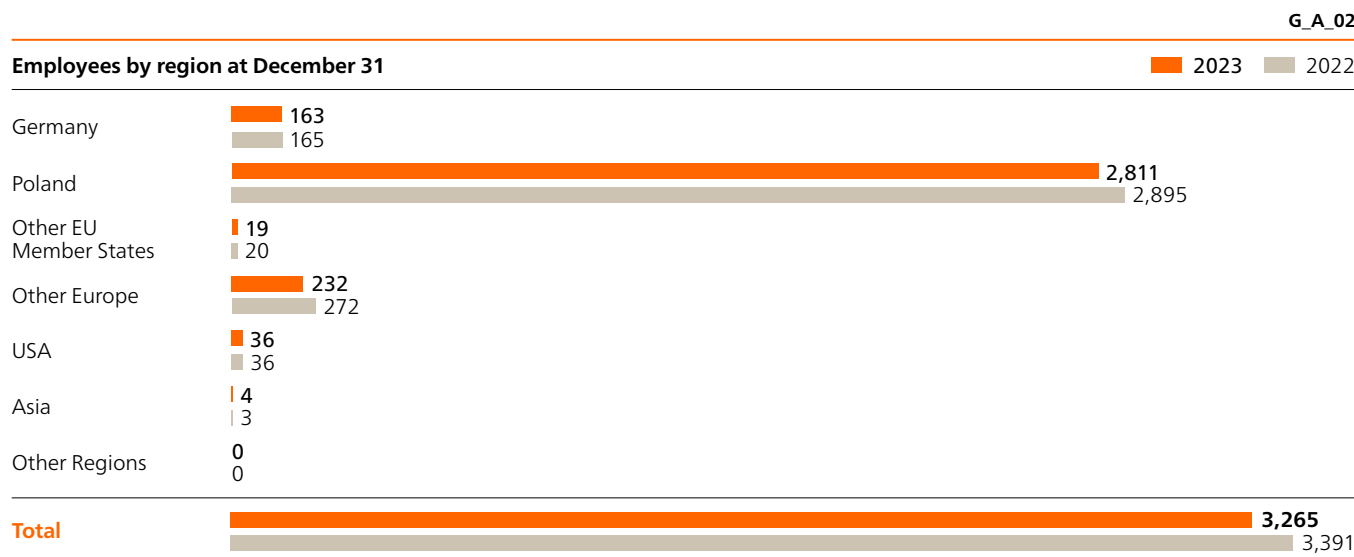 G_A_02
Employees by region at December 31
2023 2022
Germany
163
165
Poland
2,811
2,895
Other EU
Member States
19
20
Other Europe
232
272
USA
36
36
Asia
4
3
Other Regions
0
0
Total
3,265
3,391